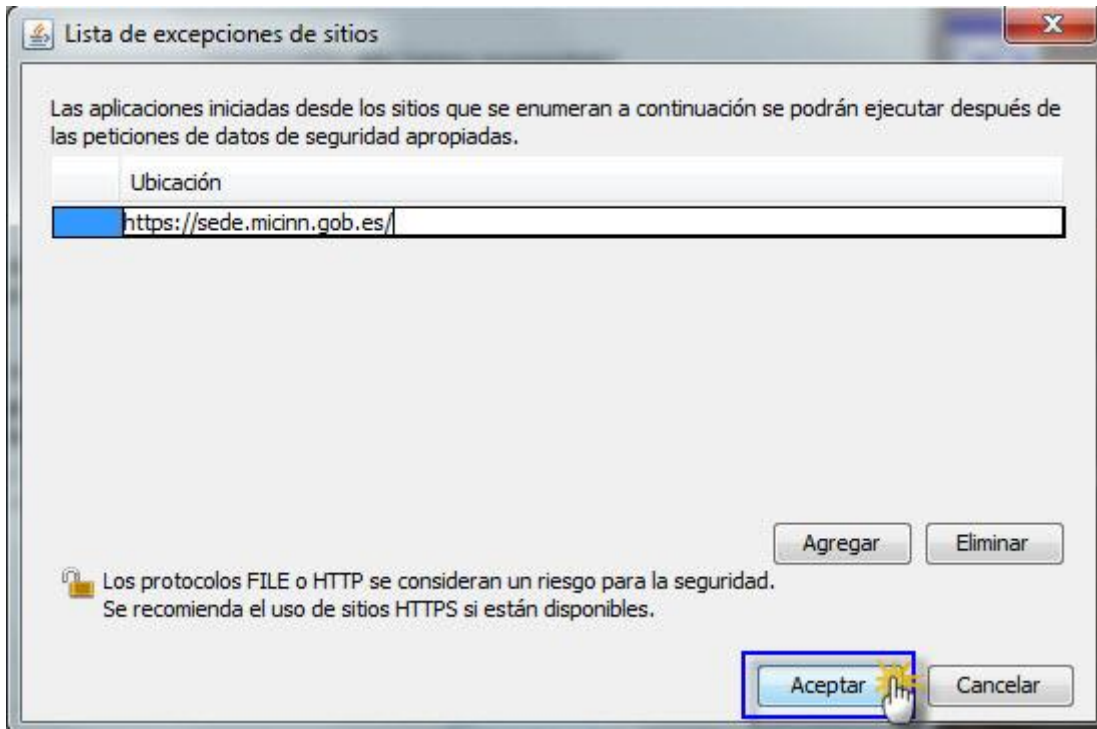 Lista de excepciones de sitios
X
Las aplicaciones iniciadas desde los sitios que se enumeran a continuación se podrán ejecutar después de
las peticiones de datos de seguridad apropiadas.
Ubicación
https://sede.micinn.gob.es/
Agregar
Eliminar
Los protocolos FILE o HTTP se consideran un riesgo para la seguridad.
Se recomienda el uso de sitios HTTPS si están disponibles.
Aceptar
Cancelar